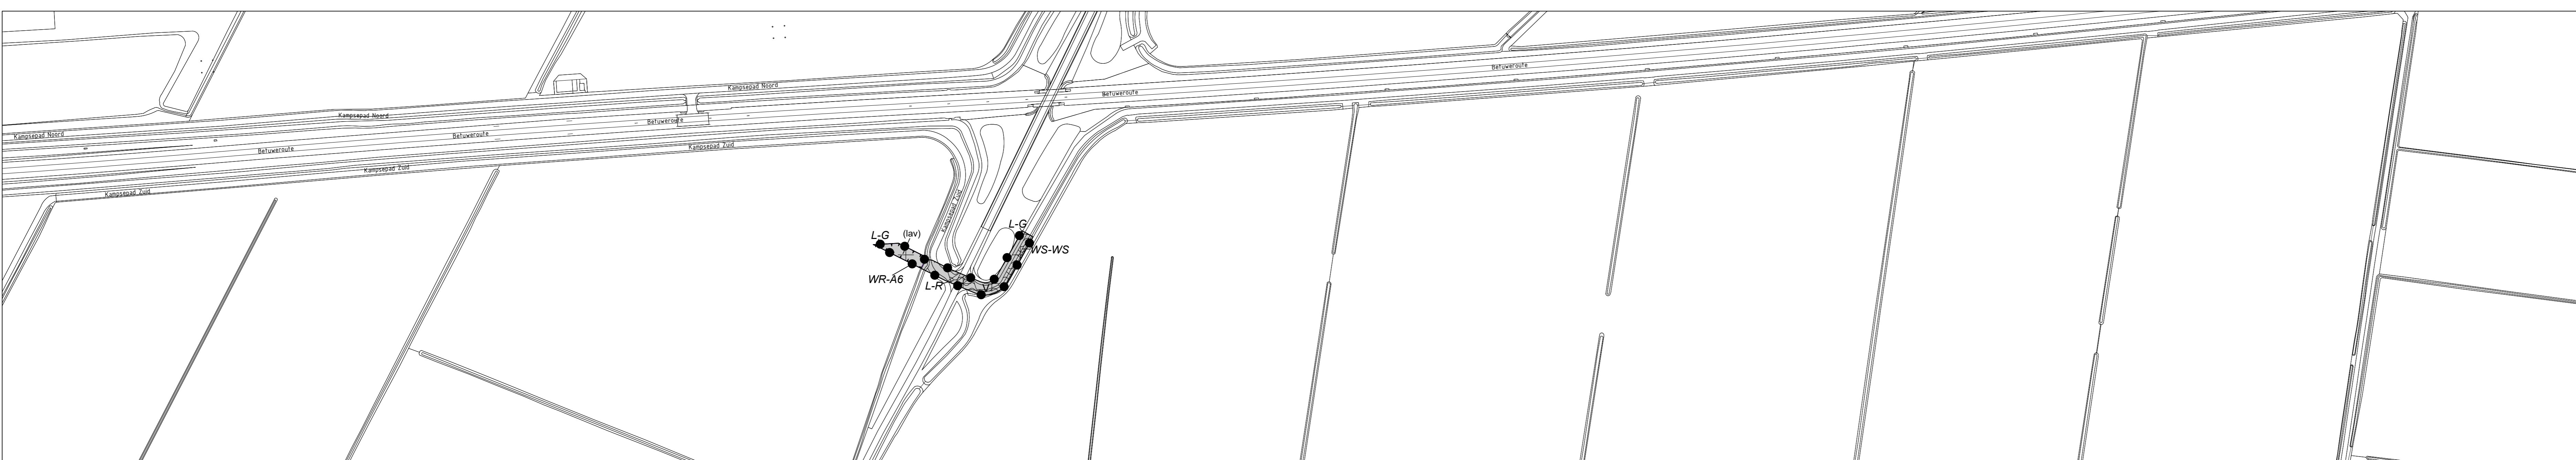 Betuweroute
Kampsepad Noord
Betuweroute
Kampsepad Noord
Betuweroute
Kampsepad Noord
Betuweroute
Betuweroute
Kampsepad Zuid
Kampsepad Zuid
Kampsepad Zuid
Kampsepad Zuid
L-G
L-G
(lav)
WS-WS
WR-A6
L-R
V